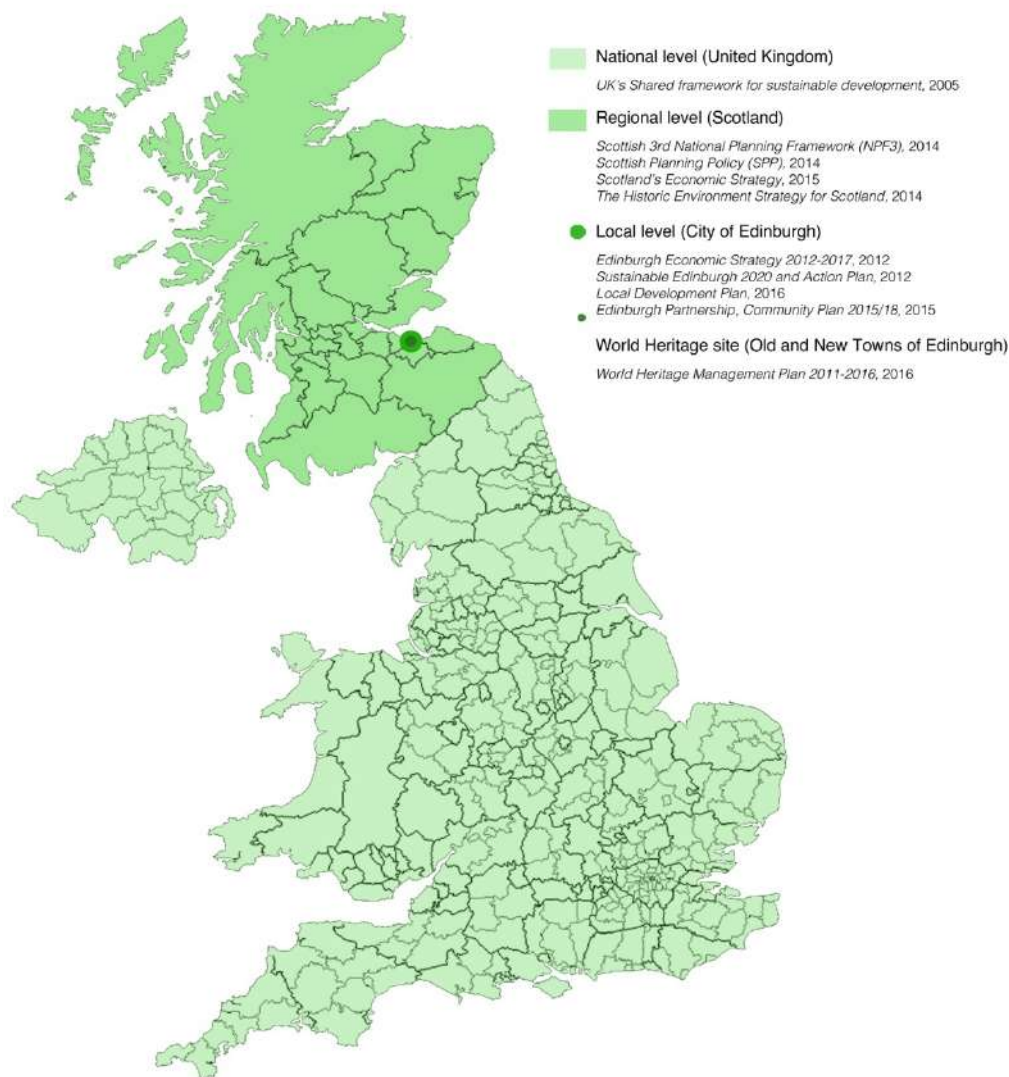 National level (United Kingdom)
UK's Shared framework for sustainable development, 2005
Regional level (Scotland)
Scottish 3rd National Planning Framework (NPF3), 2014
Scottish Planning Policy (SPP), 2014
Scotland's Economic Strategy, 2015
The Historic Environment Strategy for Scotland, 2014
Local level (City of Edinburgh)
Edinburgh Economic Strategy 2012-2017, 2012
Sustainable Edinburgh 2020 and Action Plan, 2012
Local Development Plan, 2016
Edinburgh Partnership, Community Plan 2015/18, 2015
World Heritage site (Old and New Towns of Edinburgh)
World Heritage Management Plan 2011-2016, 2016